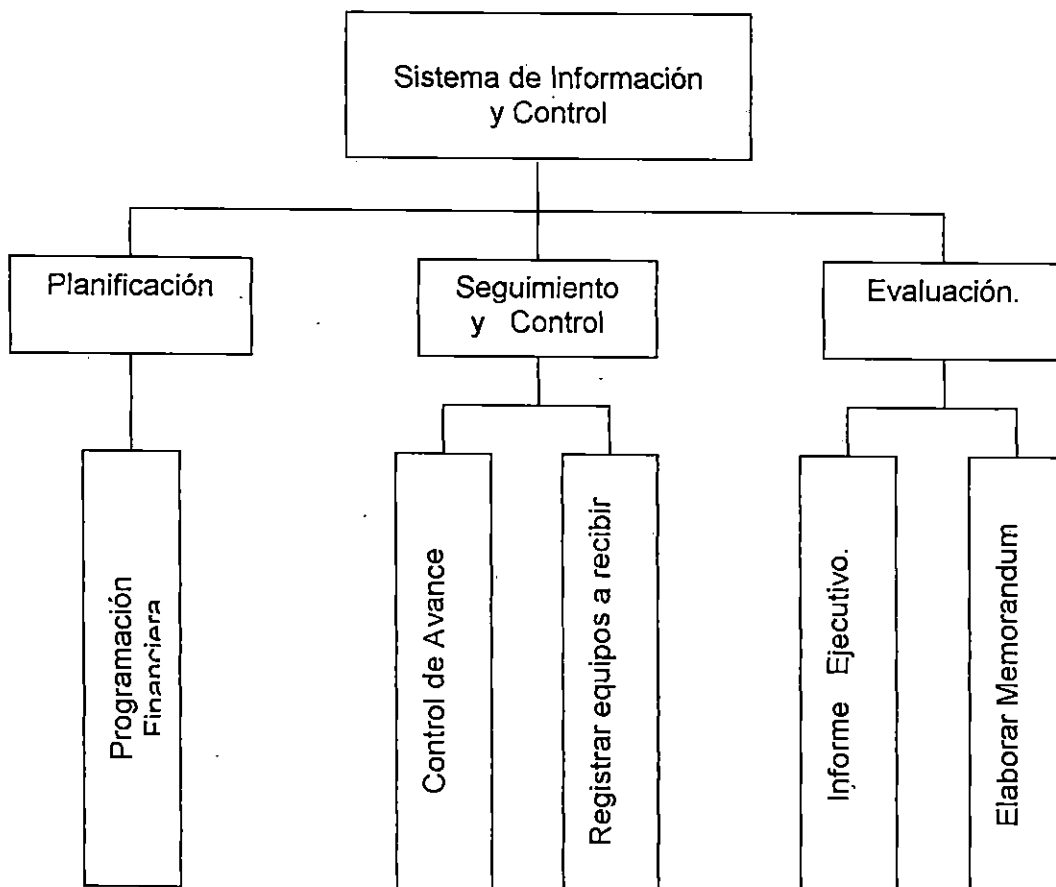 Sistema de Información
y Control
Planificación
Seguimiento
y Control
Evaluación.
Programación
Financiera
Control de Avance
Registrar equipos a recibir
Informe Ejecutivo.
Elaborar Memorandum